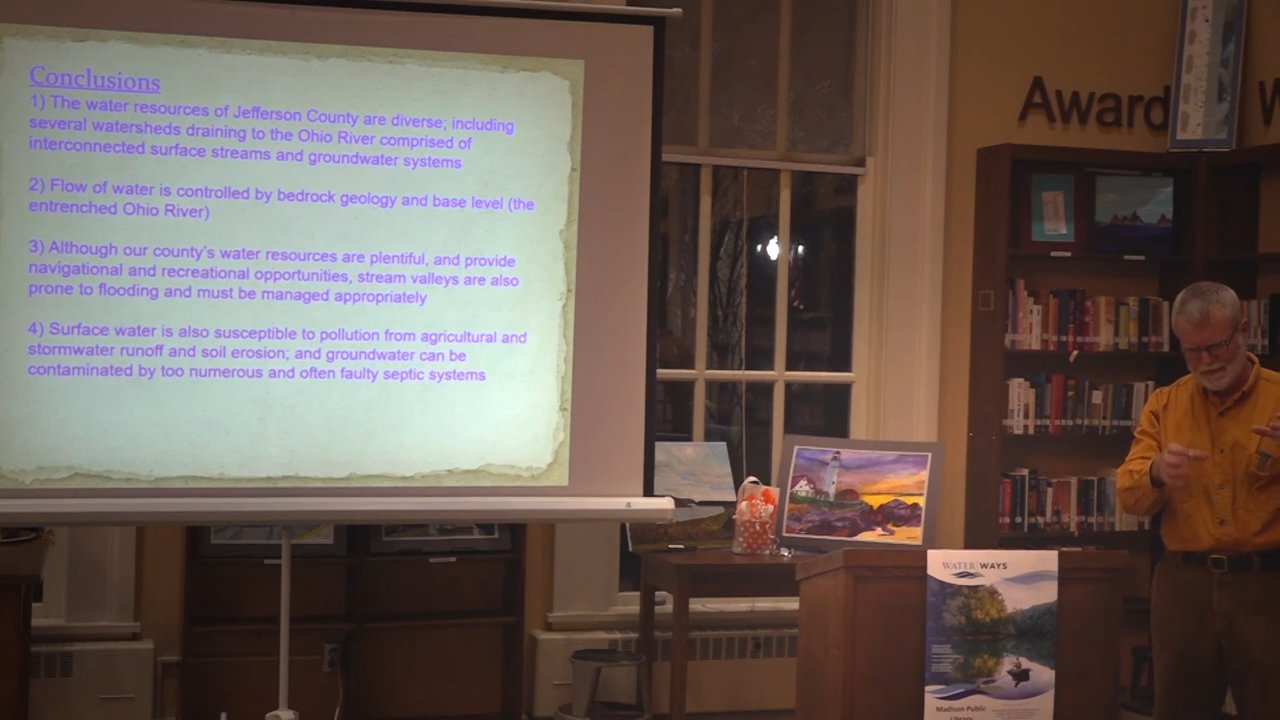 Conclusions
1) The water resources of Jefferson County are diverse; including
several watersheds draining to the Ohio River comprised of
interconnected surface streams and groundwater systems
2) Flow of water is controlled by bedrock geology and base level (the
entrenched Ohio River)
3) Although our county's water resources are plentiful, and provide
navigational and recreational opportunities, stream valleys are also
prone to flooding and must be managed appropriately
4) Surface water is also susceptible to pollution from agricultural and
stormwater runoff and soil erosion; and groundwater can be
contaminated by too numerous and often faulty septic systems
Award W
WATER/WAYS
Madison Public
Library